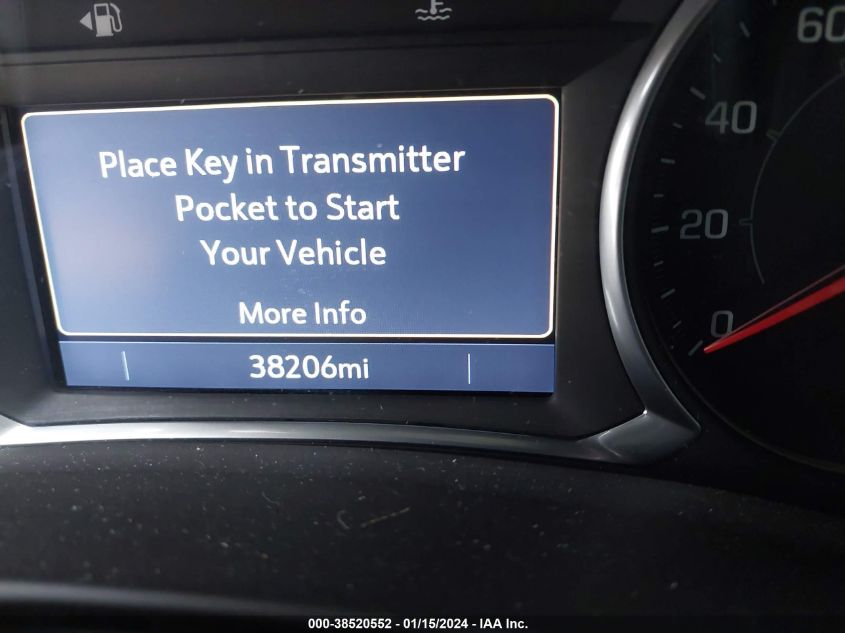 60
40
Place Key in Transmitter
Pocket to Start
20
Your Vehicle
More Info
0
38206mi
000-38520552 - 01/15/2024 - IAA Inc.